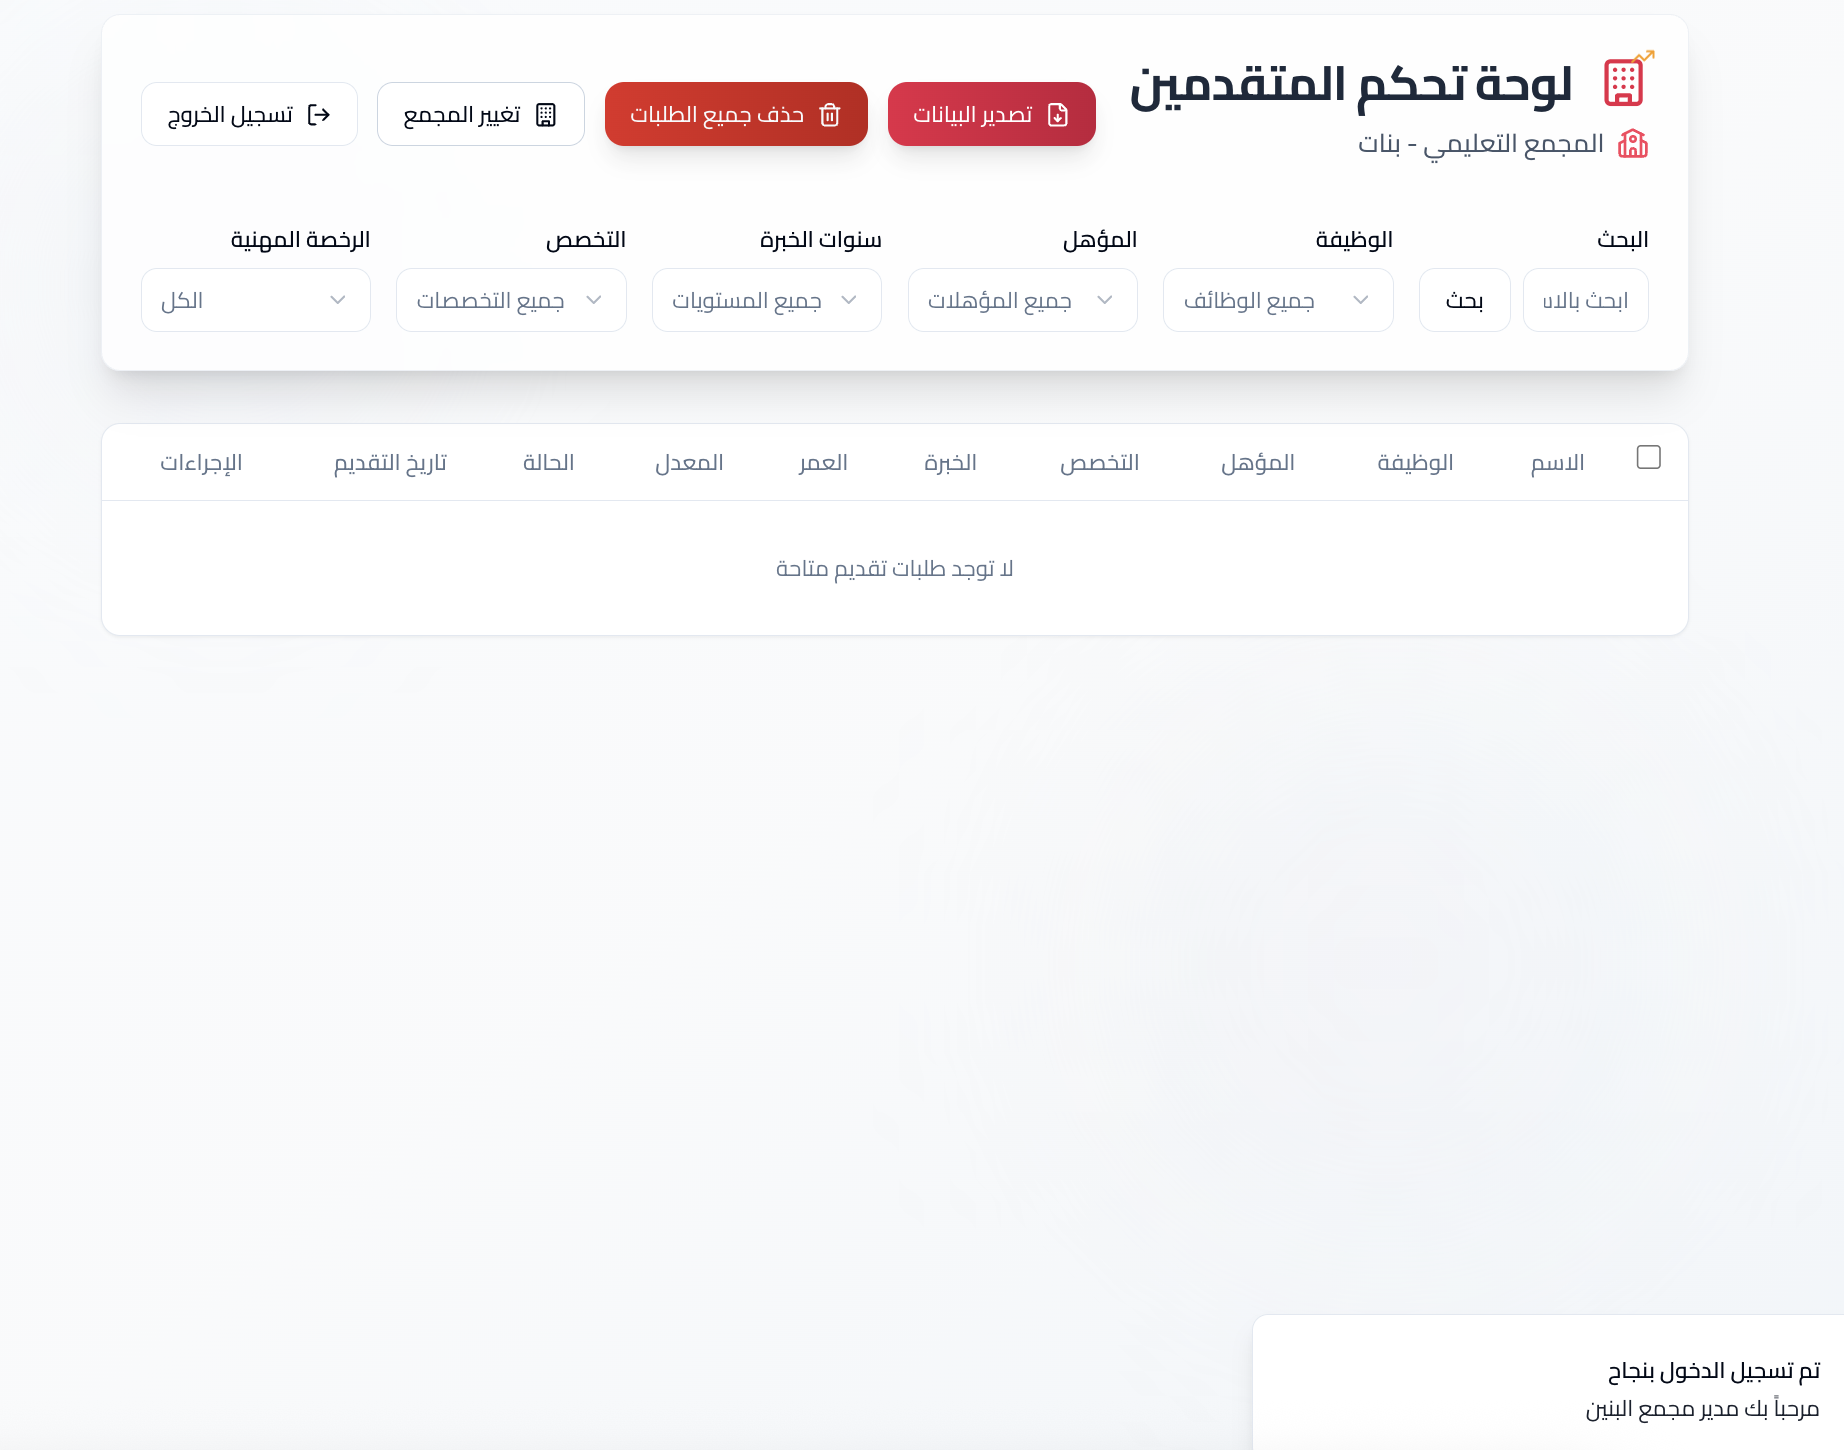 لوحة تحكم المتقدمين
المجمع التعليمي - بنات
تصدير البيانات
حذف جميع الطلبات
تغيير المجمع
تسجيل الخروج
البحث
ابحث بالاس
بحث
الوظيفة
جميع الوظائف
المؤهل
جميع المؤهلات
سنوات الخبرة
جميع المستويات
التخصص
جميع التخصصات
الرخصة المهنية
الكل
الاسم الوظيفة المؤهل التخصص الخبرة العمر المعدل الحالة تاريخ التقديم الإجراءات
لا توجد طلبات تقديم متاحة
تم تسجيل الدخول بنجاح
مرحباً بك مدير مجمع البنين